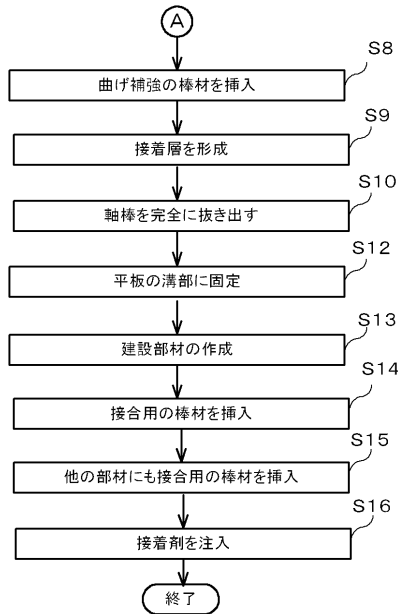 A
S8
曲げ補強の棒材を挿入
S9
接着層を形成
S10
軸棒を完全に抜き出す
S12
平板の溝部に固定
S13
建設部材の作成
S14
接合用の棒材を挿入
S15
他の部材にも接合用の棒材を挿入
S16
接着剤を注入
終了